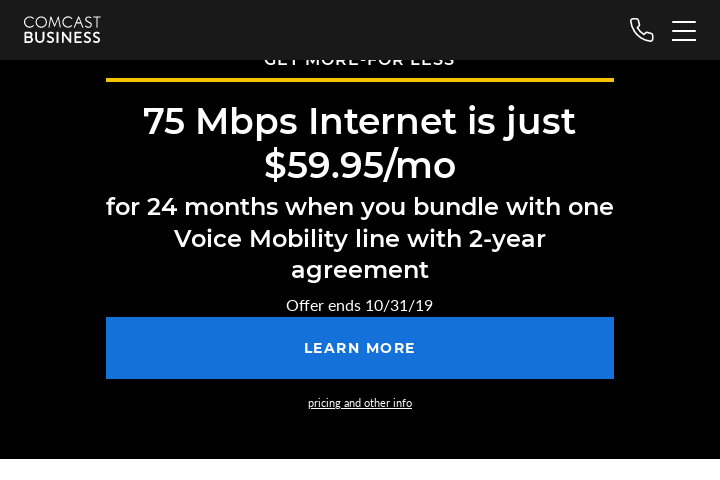 COMCAST
BUSINESS
GET MORE-FOR LESS
75 Mbps Internet is just
$59.95/mo
for 24 months when you bundle with one
Voice Mobility line with 2-year
agreement
Offer ends 10/31/19
LEARN MORE
pricing and other info